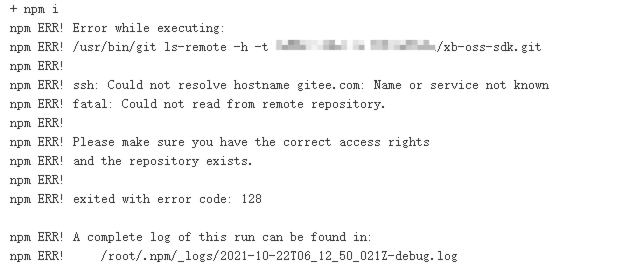 + npm i
npm ERR! Error while executing:
npm ERR! /usr/bin/git ls-remote -h -t /xb-oss-sdk.git
npm ERR!
npm ERR! ssh: Could not resolve hostname gitee.com: Name or service not known
npm ERR! fatal: Could not read from remote repository.
npm ERR!
npm ERR! Please make sure you have the correct access rights
npm ERR! and the repository exists.
npm ERR!
npm ERR! exited with error code: 128
npm ERR! A complete log of this run can be found in:
npm ERR!     /root/.npm/_logs/2021-10-22T06_12_50_021Z-debug.log